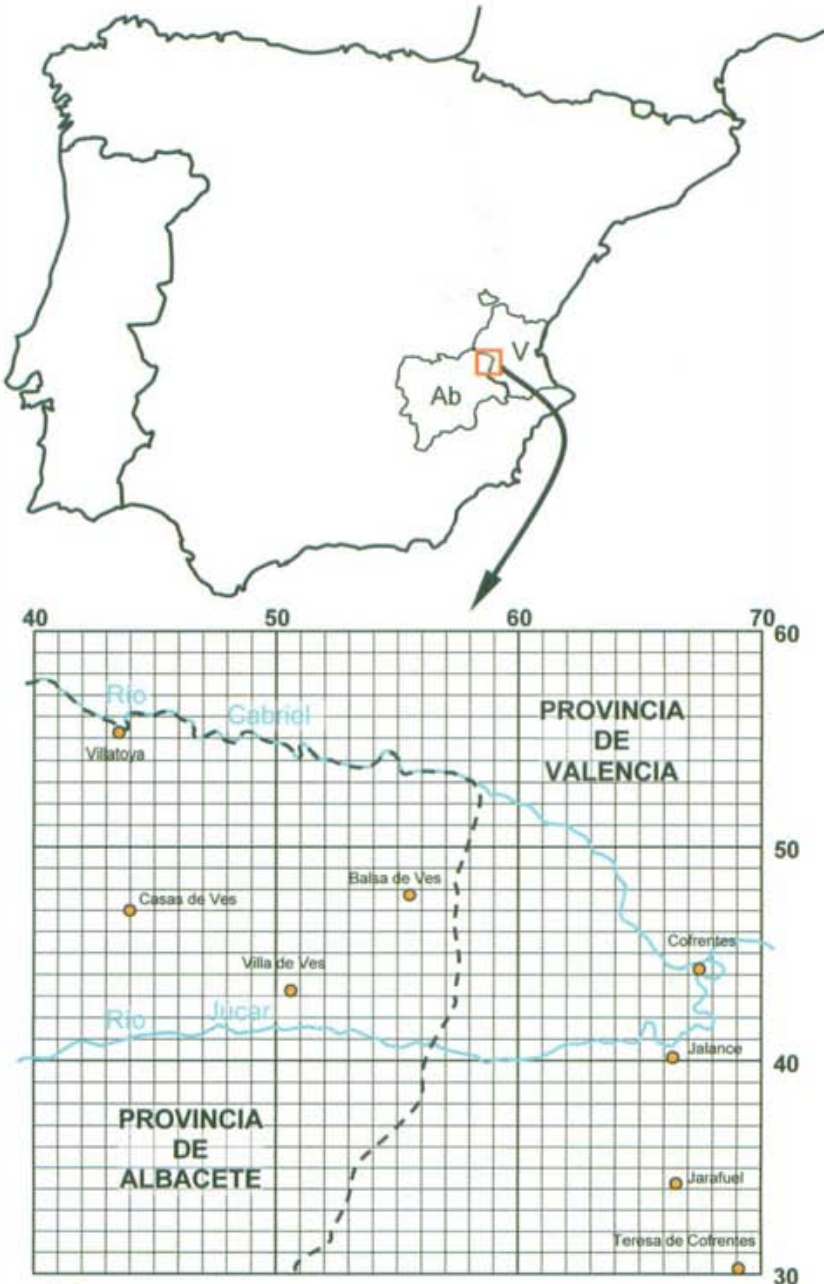 V
Ab
40 50 60 70
60
Río
Gabriel
PROVINCIA
DE
VALENCIA
Villatoya
50
Balsa de Ves
Casas de Ves
Cofrentes
Villa de Ves
Río Júcar
Jalance
40
PROVINCIA
DE
ALBACETE
Jarafuel
Teresa de Cofrentes
30